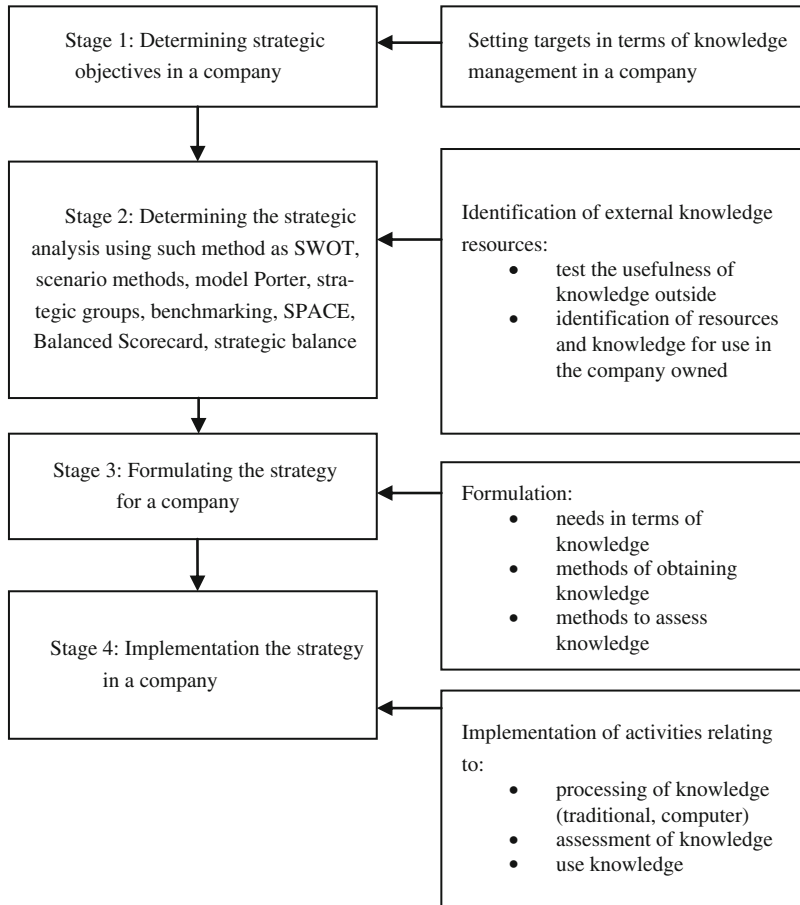 Stage 1: Determining strategic
objectives in a company
Setting targets in terms of knowledge
management in a company
Stage 2: Determining the strategic
analysis using such method as SWOT,
scenario methods, model Porter, stra-
tegic groups, benchmarking, SPACE,
Balanced Scorecard, strategic balance
Identification of external knowledge
resources:
• test the usefulness of
knowledge outside
• identification of resources
and knowledge for use in
the company owned
Stage 3: Formulating the strategy
for a company
Formulation:
• needs in terms of
knowledge
• methods of obtaining
knowledge
• methods to assess
knowledge
Stage 4: Implementation the strategy
in a company
Implementation of activities relating
to:
• processing of knowledge
(traditional, computer)
• assessment of knowledge
• use knowledge